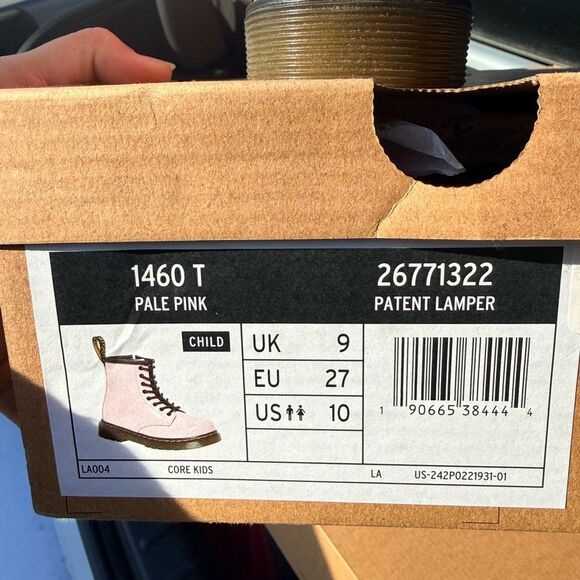 1460 T
PALE PINK
26771322
PATENT LAMPER
CHILD
UK 9
EU 27
US 10
1 90665 38444 4
LA004 CORE KIDS LA US-242P0221931-01